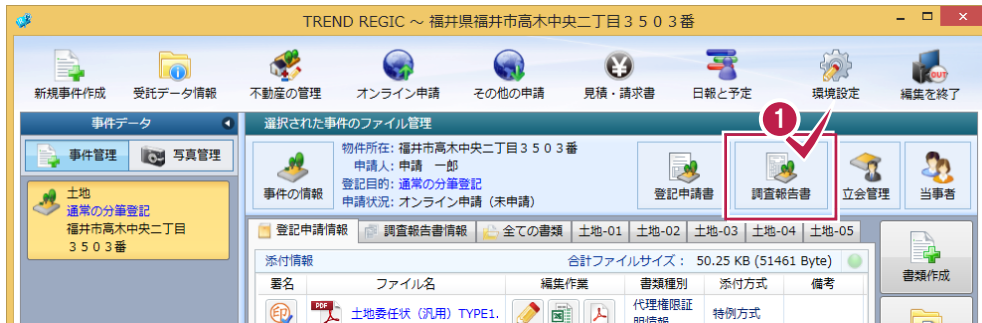 TREND REGIC ～ 福井県福井市高木中央二丁目３５０３番
新規事件作成 受託データ情報 不動産の管理 オンライン申請 その他の申請 見積・請求書 日報と予定 環境設定 編集を終了
OUT
事件データ
選択された事件のファイル管理
1
事件管理 写真管理
土地
通常の分筆登記
福井市高木中央二丁目
３５０３番
事件の情報
物件所在: 福井市高木中央二丁目３５０３番
申請人: 申請 一郎
登記目的: 通常の分筆登記
申請状況: オンライン申請（未申請）
登記申請書 調査報告書 立会管理 当事者
登記申請情報 調査報告書情報 全ての書類 土地-01 土地-02 土地-03 土地-04 土地-05
添付情報 合計ファイルサイズ： 50.25 KB (51461 Byte)
書類作成
署名 ファイル名 編集作業 書類種別 添付方式 備考
PDF 土地委任状（汎用）TYPE1. 代理権限証 特例方式
明情報